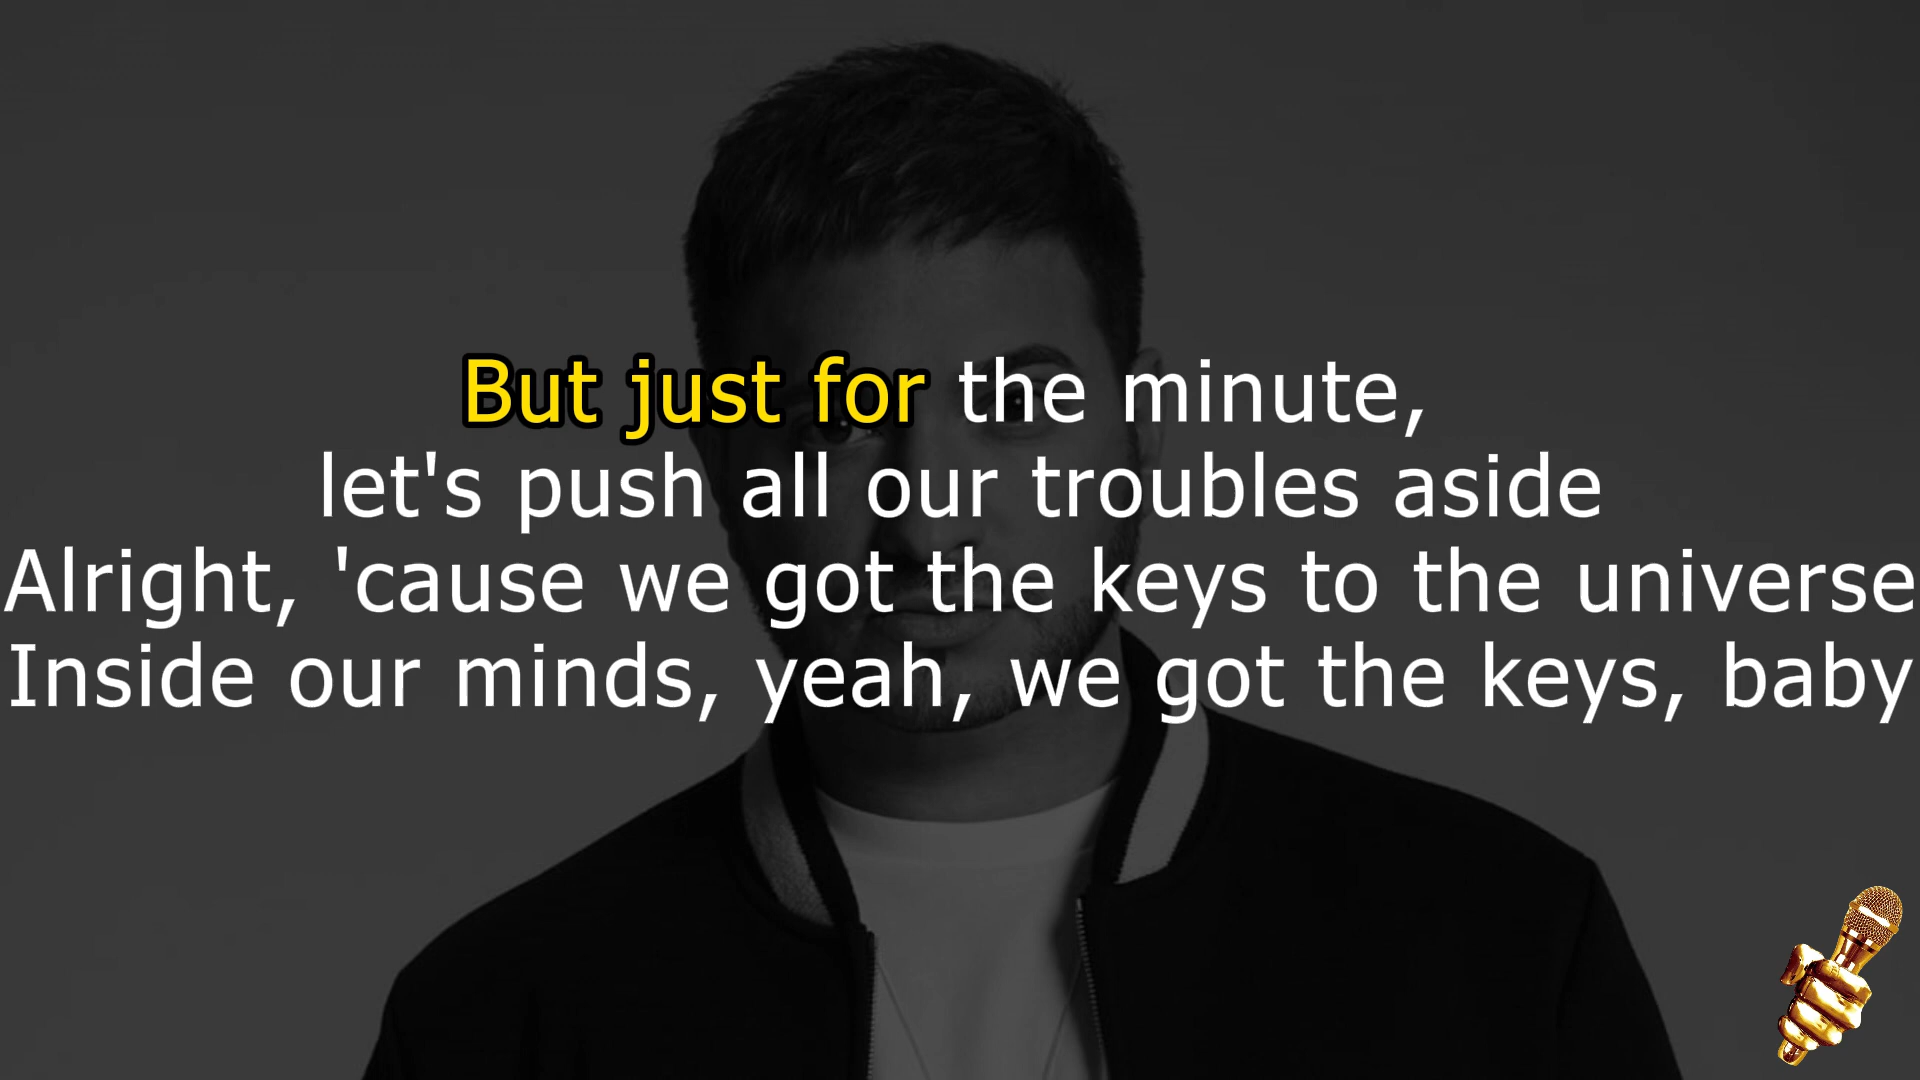 But just for the minute,
let's push all our troubles aside
Alright, 'cause we got the keys to the universe
Inside our minds, yeah, we got the keys, baby